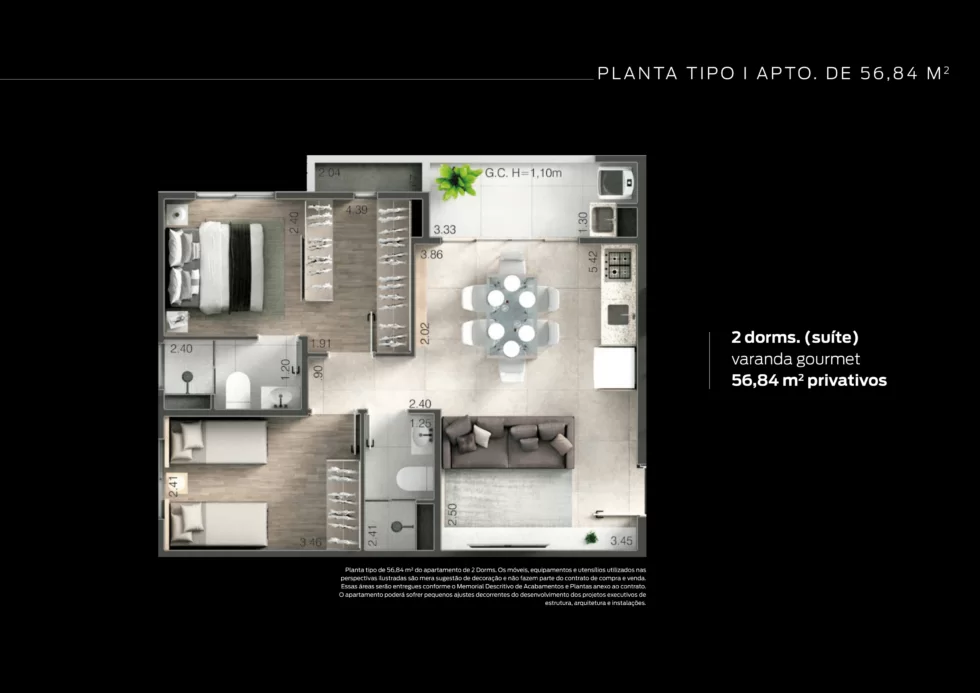 PLANTA TIPO I APTO. DE 56,84 M²
2.04
G.C. H=1,10m
2.40
4.39
3.33
1.30
3.86
5.42
2.02
1.91
2.40
1.20
.90
2.40
1.25
2.41
3.46
2.41
2.50
3.45
2 dorms. (suíte)
varanda gourmet
56,84 m² privativos
Planta tipo de 56,84 m² do apartamento de 2 Dorms. Os móveis, equipamentos e utensílios utilizados nas
perspectivas ilustradas são mera sugestão de decoração e não fazem parte do contrato de compra e venda.
Essas áreas serão entregues conforme o Memorial Descritivo de Acabamentos e Plantas anexo ao contrato.
O apartamento poderá sofrer pequenos ajustes decorrentes do desenvolvimento dos projetos executivos de
estrutura, arquitetura e instalações.